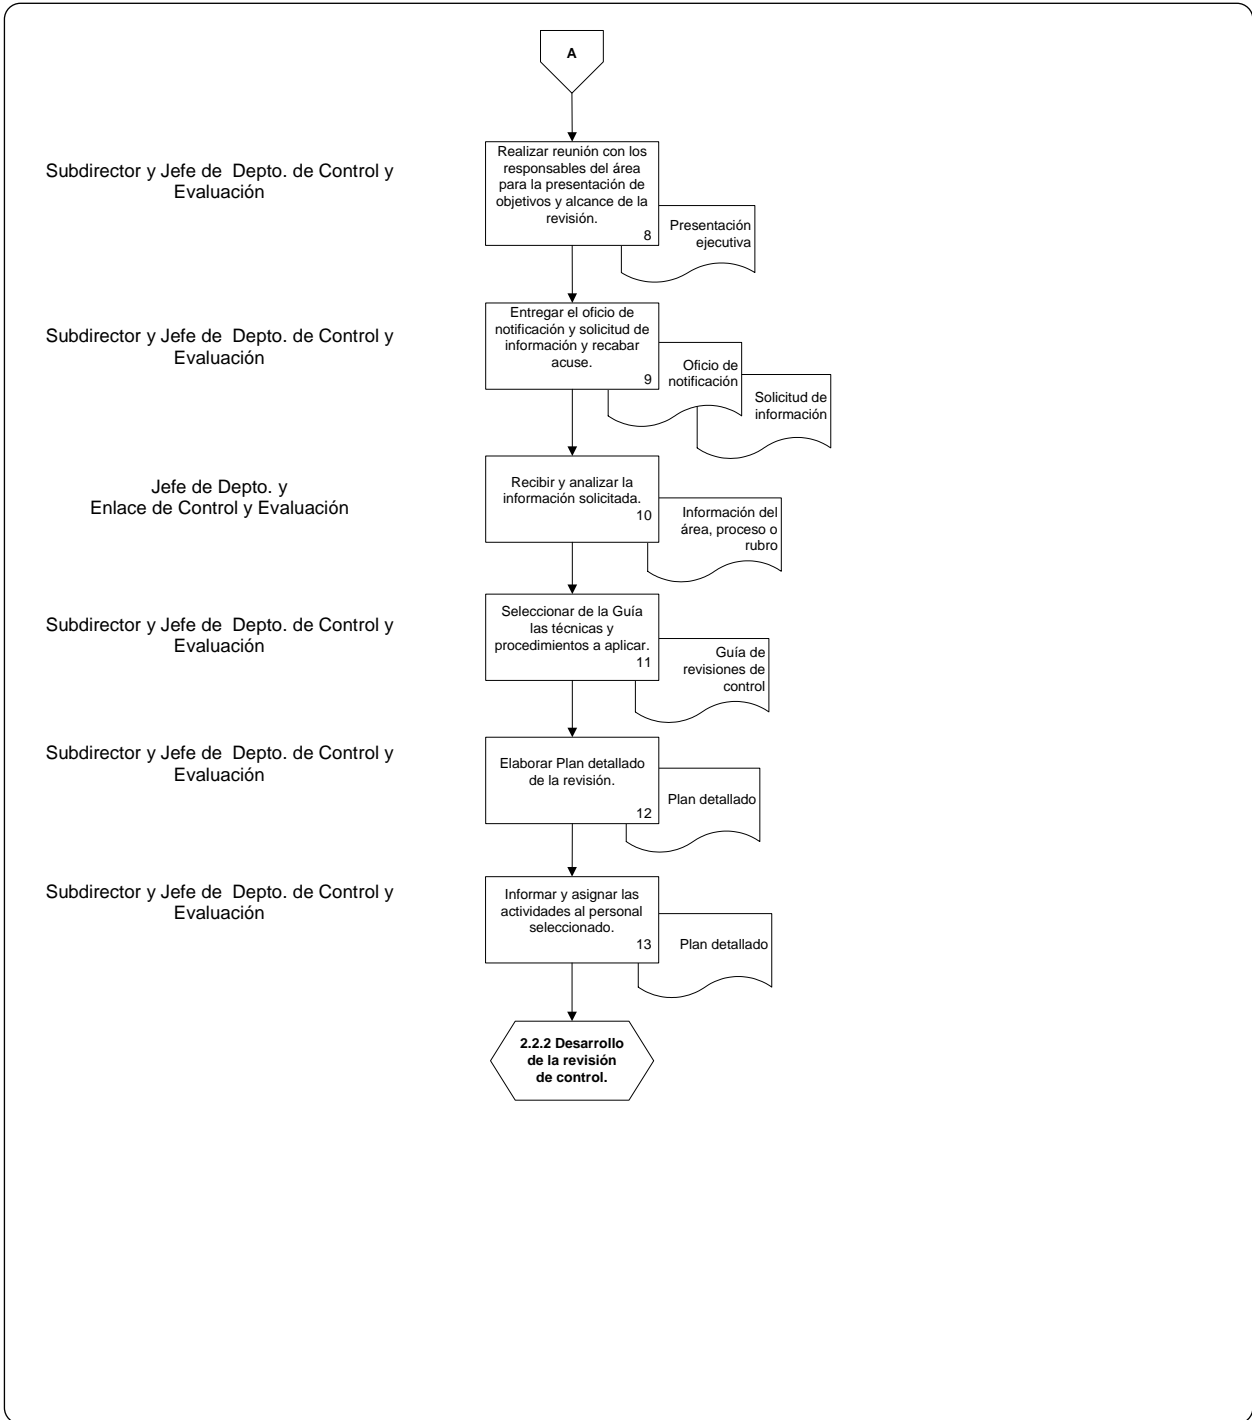 A
Subdirector y Jefe de Depto. de Control y
Evaluación
Realizar reunión con los
responsables del área
para la presentación de
objetivos y alcance de la
revisión.
8
Presentación
ejecutiva
Subdirector y Jefe de Depto. de Control y
Evaluación
Entregar el oficio de
notificación y solicitud de
información y recabar
acuse.
9
Oficio de
notificación
Solicitud de
información
Jefe de Depto. y
Enlace de Control y Evaluación
Recibir y analizar la
información solicitada.
10
Información del
área, proceso o
rubro
Subdirector y Jefe de Depto. de Control y
Evaluación
Seleccionar de la Guía
las técnicas y
procedimientos a aplicar.
11
Guía de
revisiones de
control
Subdirector y Jefe de Depto. de Control y
Evaluación
Elaborar Plan detallado
de la revisión.
12
Plan detallado
Subdirector y Jefe de Depto. de Control y
Evaluación
Informar y asignar las
actividades al personal
seleccionado.
13
Plan detallado
2.2.2 Desarrollo
de la revisión
de control.